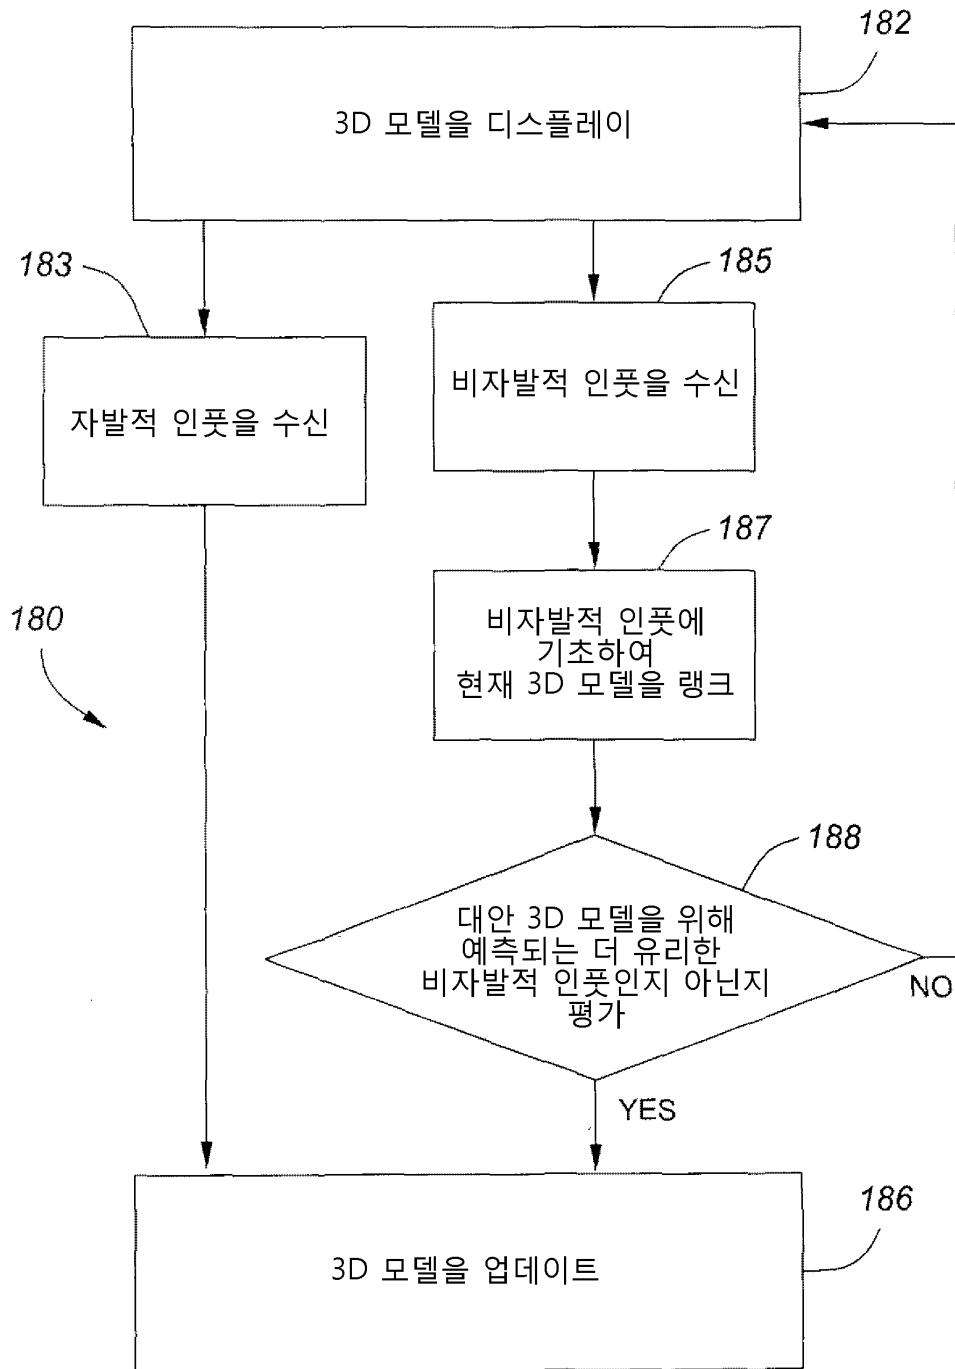 182
3D 모델을 디스플레이
183
185
비자발적 인풋을 수신
자발적 인풋을 수신
187
180
비자발적 인풋에
기초하여
현재 3D 모델을 랭크
188
대안 3D 모델을 위해
예측되는 더 유리한
비자발적 인풋인지 아닌지
평가
NO
YES
186
3D 모델을 업데이트